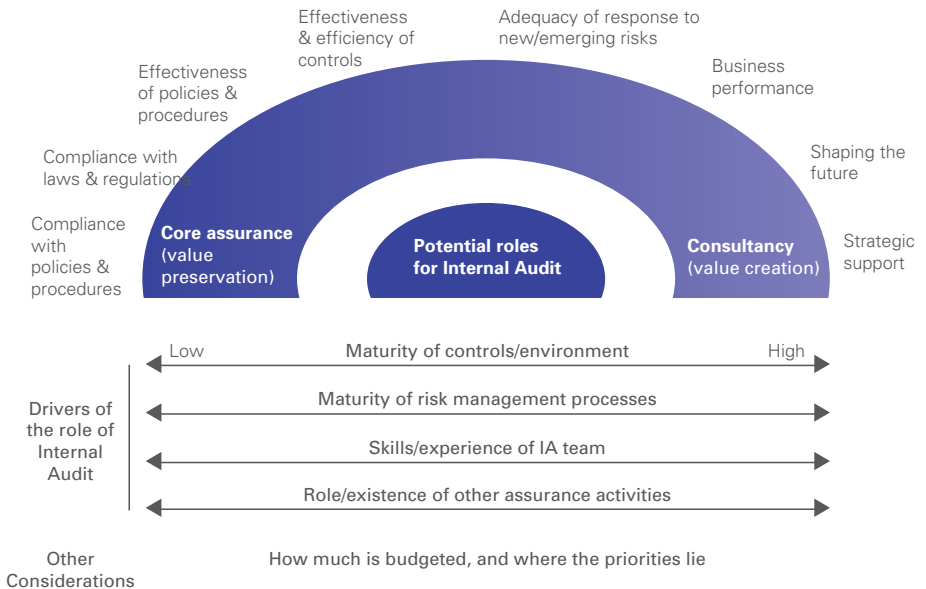 Effectiveness
& efficiency of
controls
Adequacy of response to
new/emerging risks
Effectiveness
of policies &
procedures
Business
performance
Compliance with
laws & regulations
Shaping the
future
Compliance
with
policies &
procedures
Core assurance
(value
preservation)
Potential roles
for Internal Audit
Consultancy
(value creation)
Strategic
support
Low
Maturity of controls/environment
High
Drivers of
the role of
Internal
Audit
Maturity of risk management processes
Skills/experience of IA team
Role/existence of other assurance activities
Other
Considerations
How much is budgeted, and where the priorities lie